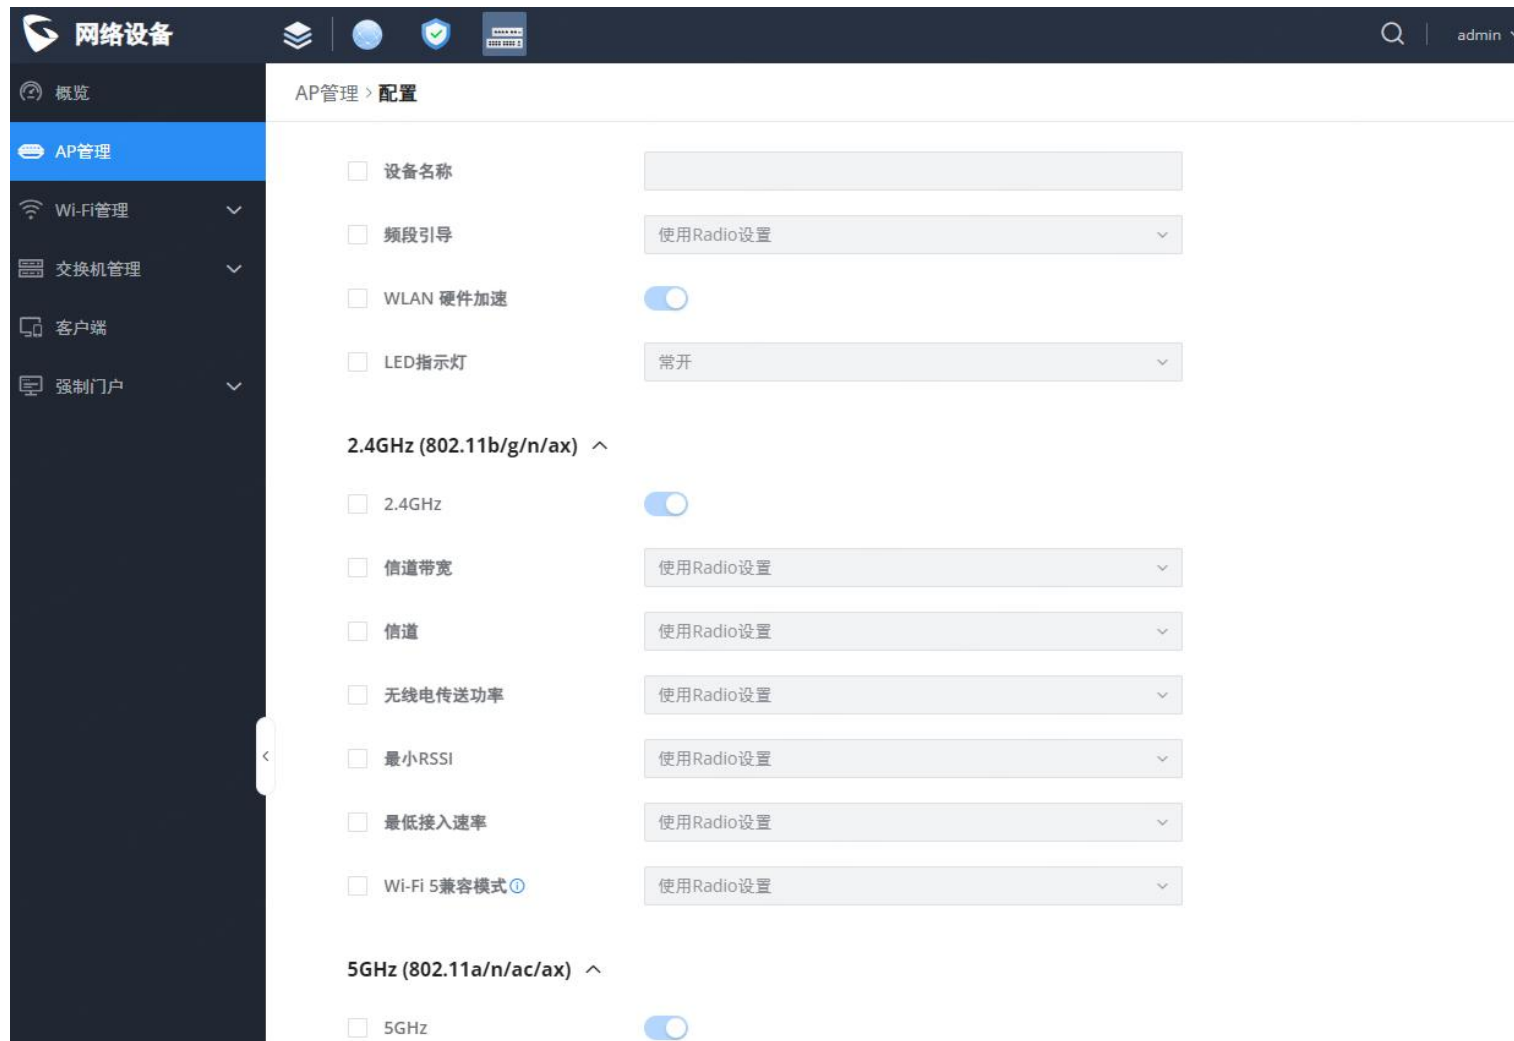 网络设备
admin
概览
AP管理
Wi-Fi管理
交换机管理
客户端
强制门户
AP管理 > 配置
设备名称
频段引导 使用Radio设置
WLAN 硬件加速
LED指示灯 常开
2.4GHz (802.11b/g/n/ax)
2.4GHz
信道带宽 使用Radio设置
信道 使用Radio设置
无线电传送功率 使用Radio设置
最小RSSI 使用Radio设置
最低接入速率 使用Radio设置
Wi-Fi 5兼容模式 使用Radio设置
5GHz (802.11a/n/ac/ax)
5GHz